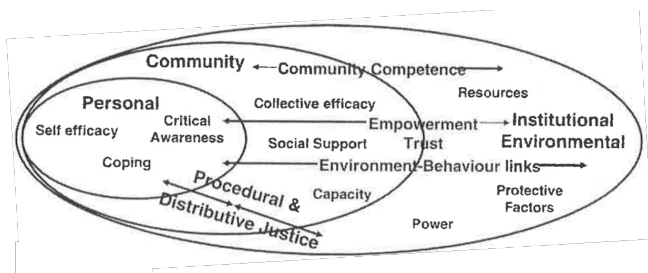 Community
Community Competence
Resources
Personal
Collective efficacy
Critical
Awareness
Self efficacy
Empowerment
Institutional
Environmental
Social Support
Trust
Coping
Environment-Behaviour links
Procedural &
Distributive Justice
Capacity
Protective
Factors
Power